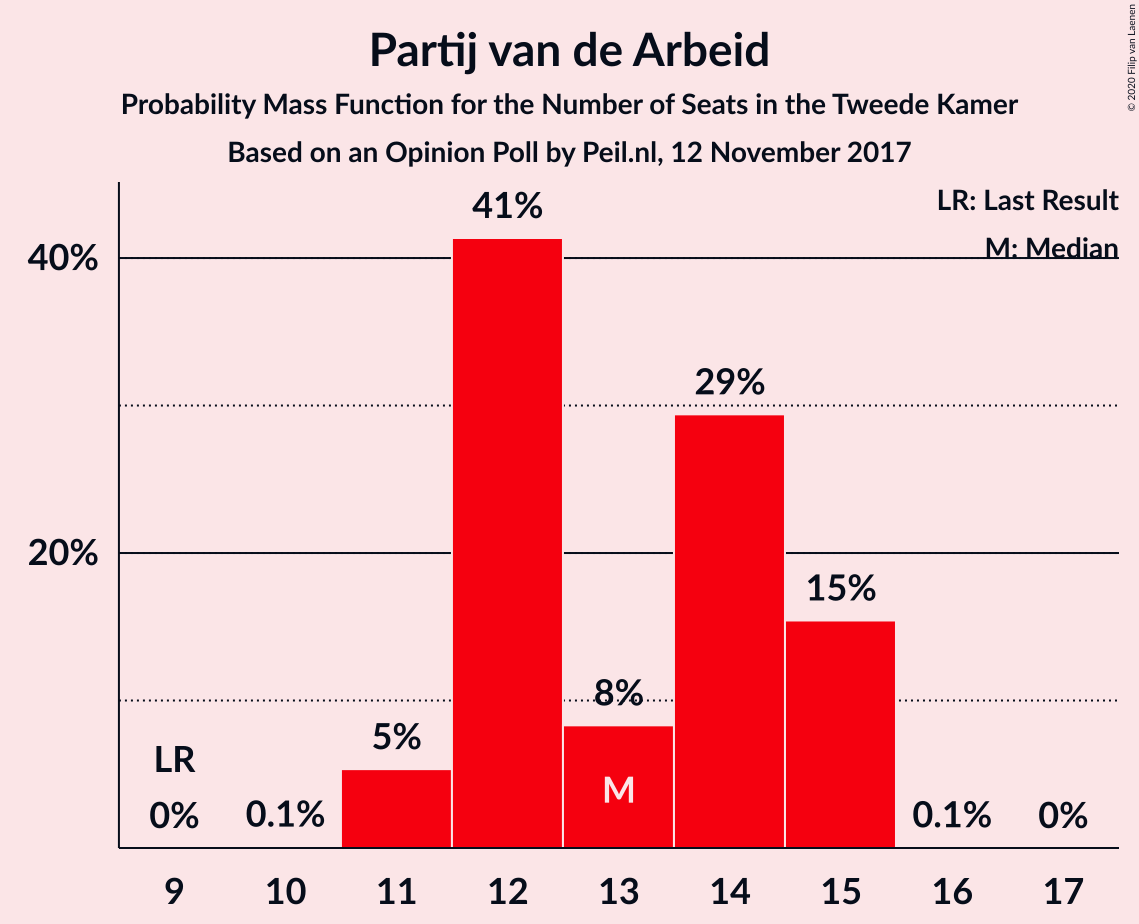 Partij van de Arbeid
Probability Mass Function for the Number of Seats in the Tweede Kamer
Based on an Opinion Poll by Peil.nl, 12 November 2017
© 2020 Filip van Laenen
LR: Last Result
M: Median
40%
20%
LR
0%
0.1%
5%
41%
8%
M
29%
15%
0.1%
0%
9 10 11 12 13 14 15 16 17